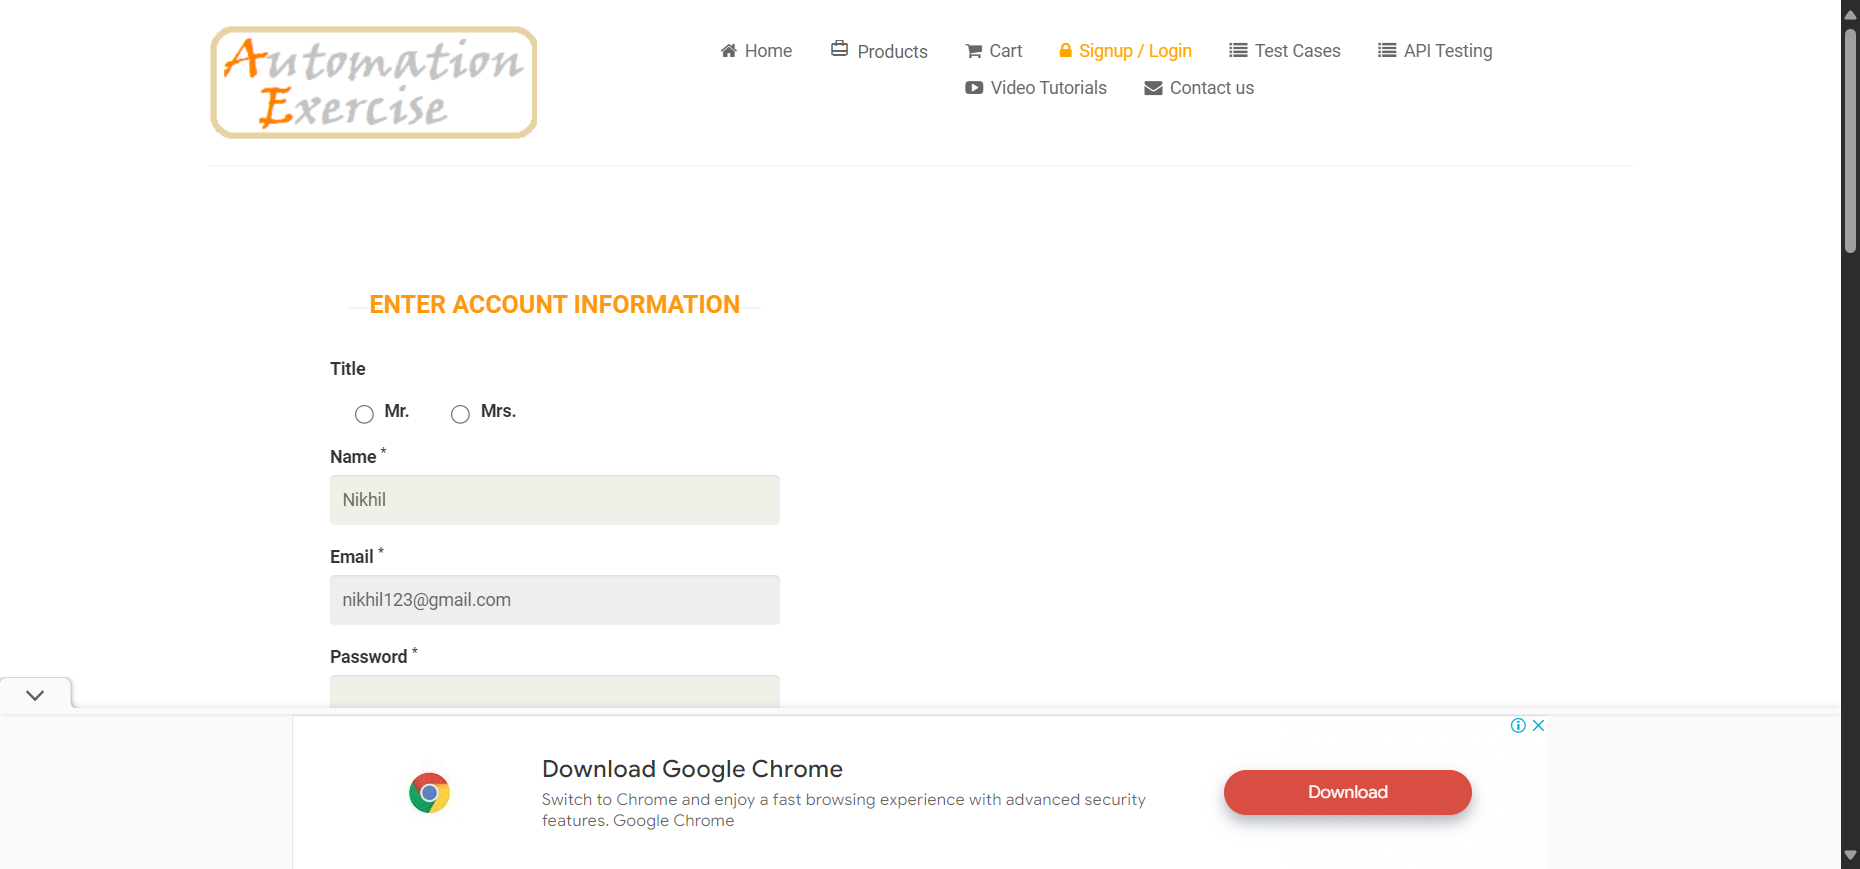 Automation
Exercise
Home
Products
Cart
Signup / Login
Test Cases
API Testing
Video Tutorials
Contact us
ENTER ACCOUNT INFORMATION
Title
Mr.
Mrs.
Name *
Nikhil
Email *
nikhil123@gmail.com
Password *
Download Google Chrome
Switch to Chrome and enjoy a fast browsing experience with advanced security
features. Google Chrome
Download